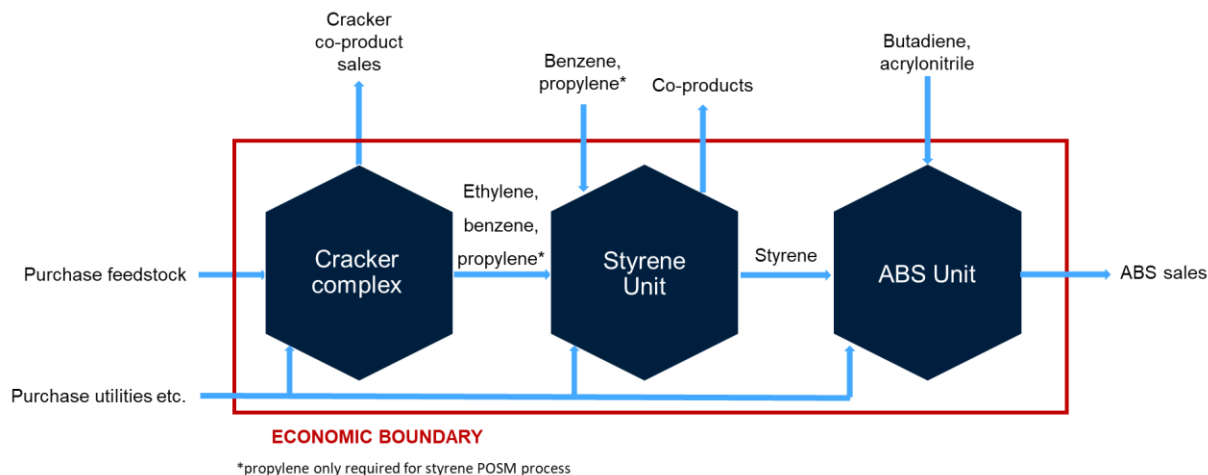 Cracker
co-product
sales
Benzene,
propylene*
Co-products
Butadiene,
acrylonitrile
Ethylene,
benzene,
propylene*
Purchase feedstock
Cracker
complex
Styrene
Unit
Styrene
ABS Unit
ABS sales
Purchase utilities etc.
ECONOMIC BOUNDARY
*propylene only required for styrene POSM process